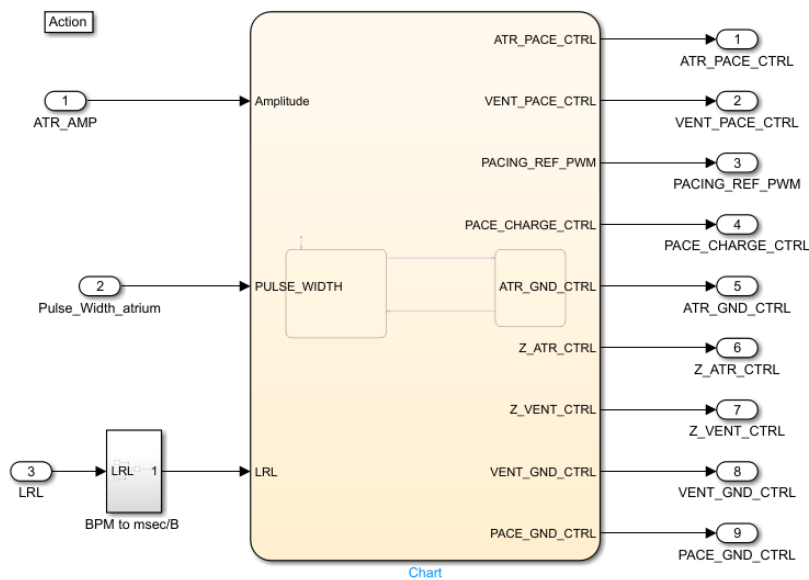 Action
1
ATR_AMP
2
Pulse_Width_atrium
3
LRL
LRL 1
BPM to msec/B
Amplitude
PULSE_WIDTH
LRL
ATR_PACE_CTRL
VENT_PACE_CTRL
PACING_REF_PWM
PACE_CHARGE_CTRL
ATR_GND_CTRL
Z_ATR_CTRL
Z_VENT_CTRL
VENT_GND_CTRL
PACE_GND_CTRL
Chart
1
ATR_PACE_CTRL
2
VENT_PACE_CTRL
3
PACING_REF_PWM
4
PACE_CHARGE_CTRL
5
ATR_GND_CTRL
6
Z_ATR_CTRL
7
Z_VENT_CTRL
8
VENT_GND_CTRL
9
PACE_GND_CTRL